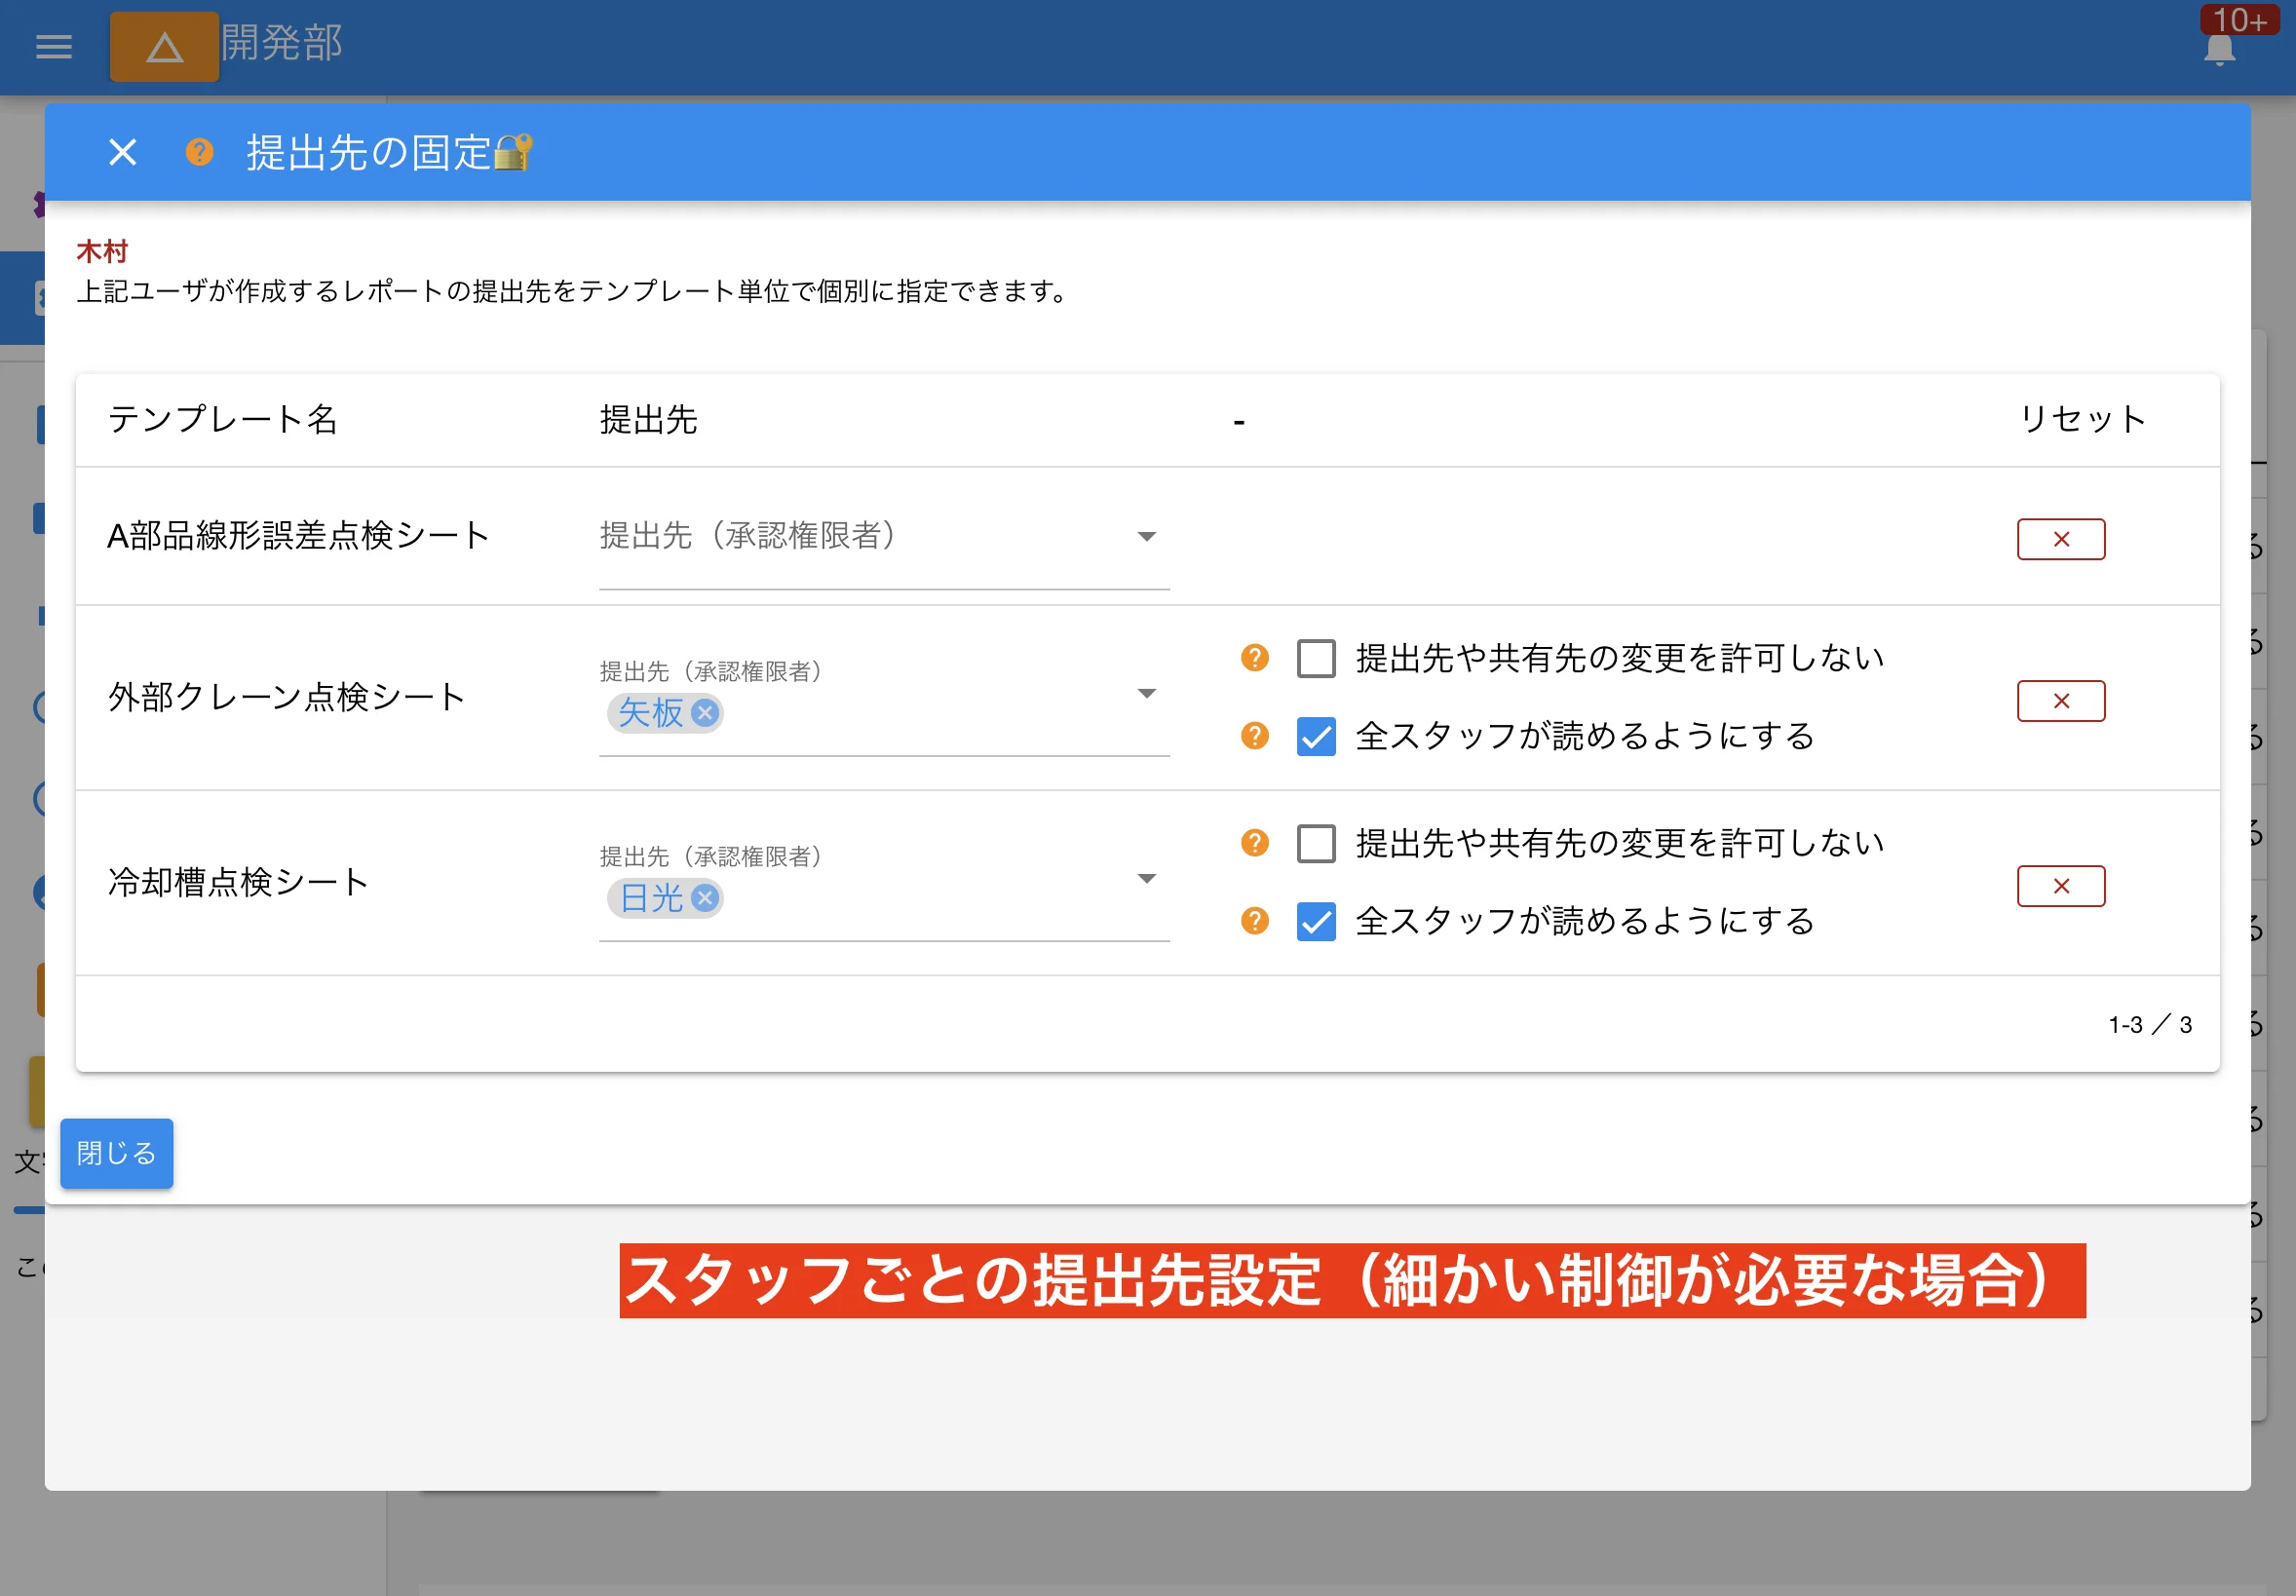 開発部
10+
提出先の固定
木村
上記ユーザが作成するレポートの提出先をテンプレート単位で個別に指定できます。
テンプレート名 提出先 - リセット
A部品線形誤差点検シート 提出先（承認権限者）
外部クレーン点検シート 提出先（承認権限者） 矢板
提出先や共有先の変更を許可しない
全スタッフが読めるようにする
冷却槽点検シート 提出先（承認権限者） 日光
提出先や共有先の変更を許可しない
全スタッフが読めるようにする
1-3 ／ 3
閉じる
スタッフごとの提出先設定（細かい制御が必要な場合）